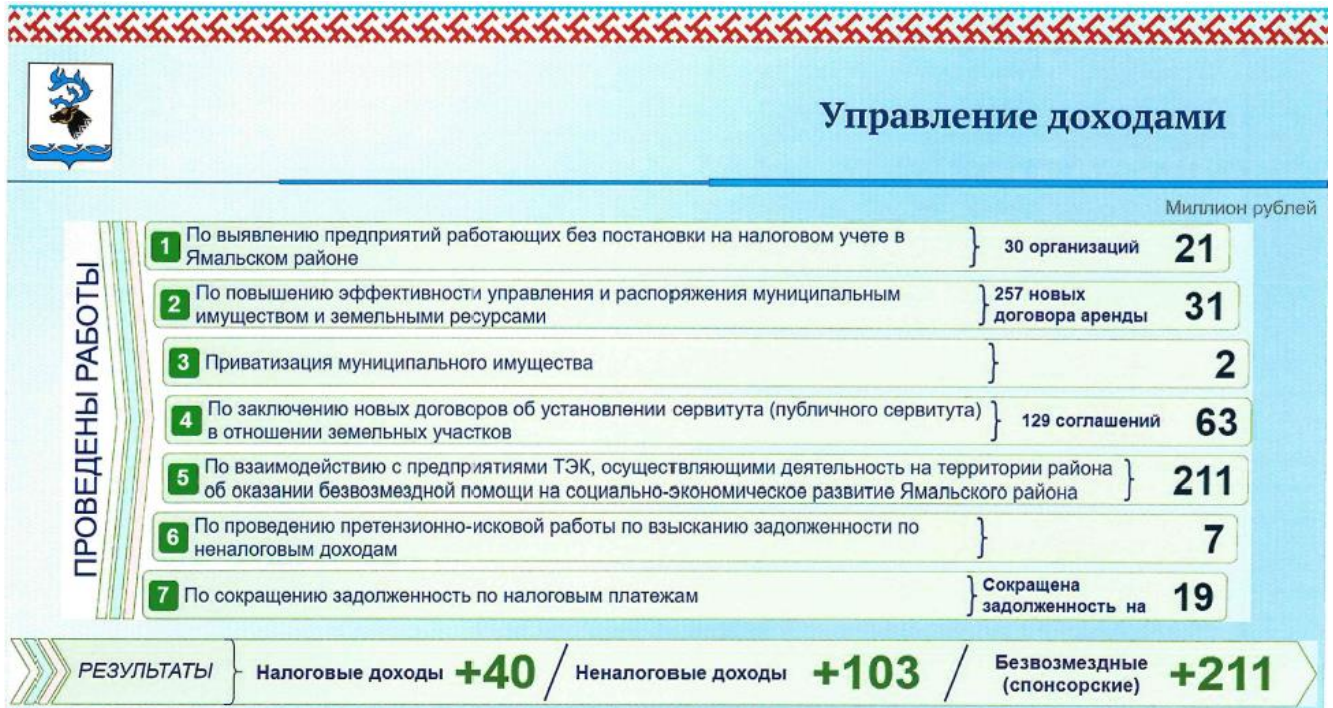 Управление доходами
Миллион рублей
ПРОВЕДЕНЫ РАБОТЫ
1 По выявлению предприятий работающих без постановки на налоговом учете в
Ямальском районе
30 организаций 21
2 По повышению эффективности управления и распоряжения муниципальным
имуществом и земельными ресурсами
257 новых
договора аренды 31
3 Приватизация муниципального имущества 2
4 По заключению новых договоров об установлении сервитута (публичного сервитута)
в отношении земельных участков
129 соглашений 63
5 По взаимодействию с предприятиями ТЭК, осуществляющими деятельность на территории района
об оказании безвозмездной помощи на социально-экономическое развитие Ямальского района
211
6 По проведению претензионно-исковой работы по взысканию задолженности по
неналоговым доходам
7
7 По сокращению задолженность по налоговым платежам
Сокращена
задолженность на 19
РЕЗУЛЬТАТЫ Налоговые доходы +40 / Неналоговые доходы +103 / Безвозмездные
(спонсорские) +211